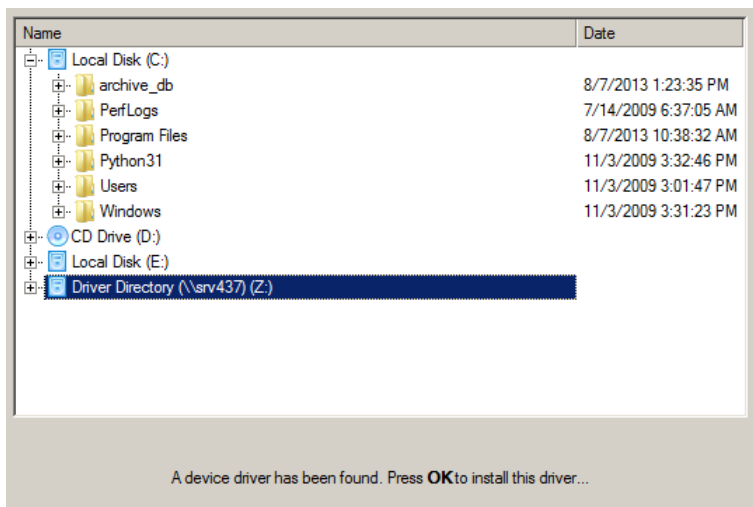 Name Date
Local Disk (C:)
archive_db 8/7/2013 1:23:35 PM
PerfLogs 7/14/2009 6:37:05 AM
Program Files 8/7/2013 10:38:32 AM
Python31 11/3/2009 3:32:46 PM
Users 11/3/2009 3:01:47 PM
Windows 11/3/2009 3:31:23 PM
CD Drive (D:)
Local Disk (E:)
Driver Directory (\\srv437) (Z:)
A device driver has been found. Press OK to install this driver...